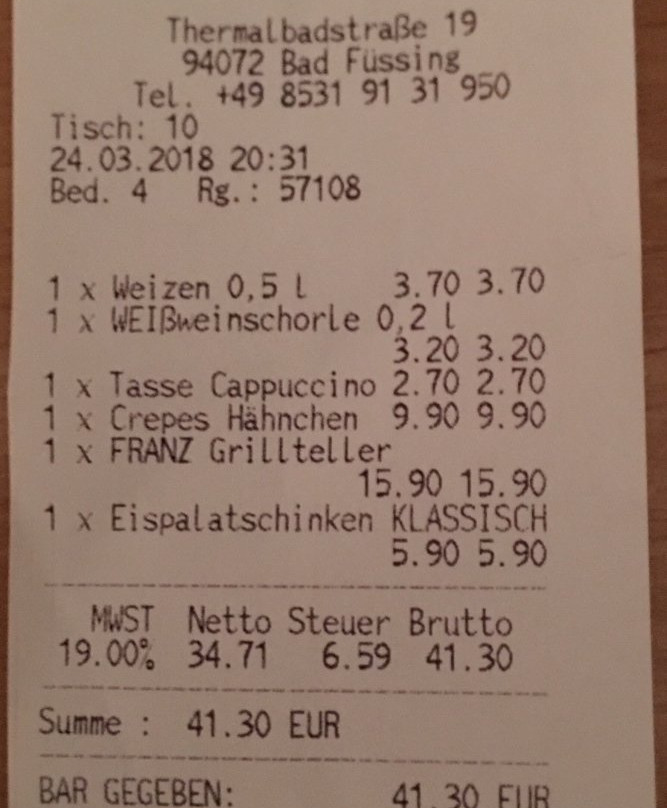 Thermalbadstraße 19
94072 Bad Füssing
Tel. +49 8531 91 31 950
Tisch: 10
24.03.2018 20:31
Bed. 4 Rg.: 57108
1 x Weizen 0,5 l 3.70 3.70
1 x WEIßweinschorle 0,2 l
3.20 3.20
1 x Tasse Cappuccino 2.70 2.70
1 x Crepes Hähnchen 9.90 9.90
1 x FRANZ Grillteller
15.90 15.90
1 x Eispalatschinken KLASSISCH
5.90 5.90
MWST Netto Steuer Brutto
19.00% 34.71 6.59 41.30
Summe : 41.30 EUR
BAR GEGEBEN: 41.30 EUR